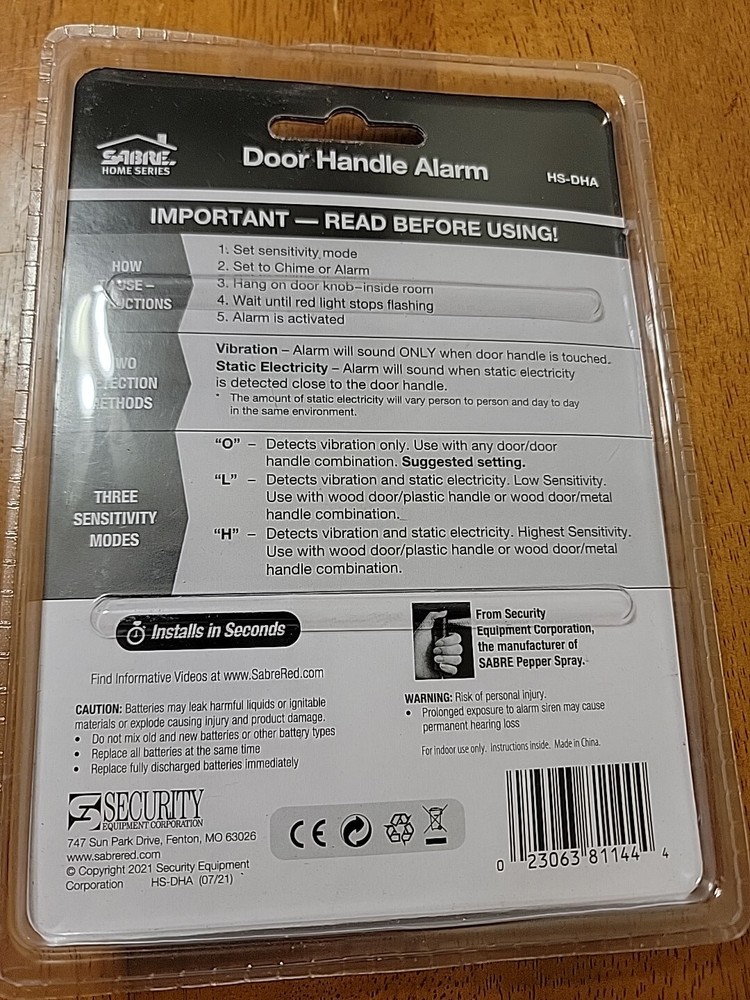 SABRE.
HOME SERIES
Door Handle Alarm
HS-DHA
IMPORTANT — READ BEFORE USING!
HOW
USE –
1. Set sensitivity mode
2. Set to Chime or Alarm
3. Hang on door knob–inside room
4. Wait until red light stops flashing
5. Alarm is activated
Vibration – Alarm will sound ONLY when door handle is touched.
Static Electricity – Alarm will sound when static electricity
is detected close to the door handle.
* The amount of static electricity will vary person to person and day to day
in the same environment.
THREE
SENSITIVITY
MODES
"O" – Detects vibration only. Use with any door/door
handle combination. Suggested setting.
"L" – Detects vibration and static electricity. Low Sensitivity.
Use with wood door/plastic handle or wood door/metal
handle combination.
"H" – Detects vibration and static electricity. Highest Sensitivity.
Use with wood door/plastic handle or wood door/metal
handle combination.
Installs in Seconds
From Security
Equipment Corporation,
the manufacturer of
SABRE Pepper Spray.
Find Informative Videos at www.SabreRed.com
CAUTION: Batteries may leak harmful liquids or ignitable
materials or explode causing injury and product damage.
• Do not mix old and new batteries or other battery types
• Replace all batteries at the same time
• Replace fully discharged batteries immediately
WARNING: Risk of personal injury.
• Prolonged exposure to alarm siren may cause
permanent hearing loss
For indoor use only. Instructions inside. Made in China.
SECURITY
EQUIPMENT CORPORATION
747 Sun Park Drive, Fenton, MO 63026
www.sabrered.com
© Copyright 2021 Security Equipment
Corporation HS-DHA (07/21)
CE
0 23063 81144 4